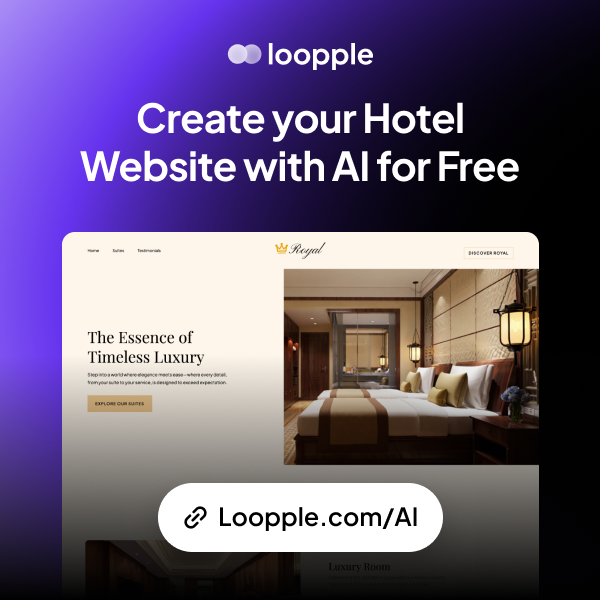 loopple
Create your Hotel
Website with AI for Free
Home Suites Testimonials
Royal
DISCOVER ROYAL
The Essence of
Timeless Luxury
Step into a world where elegance meets ease—where every detail,
from your suite to your service, is designed to exceed expectation.
EXPLORE OUR SUITES
Loopple.com/AI
Luxury Room